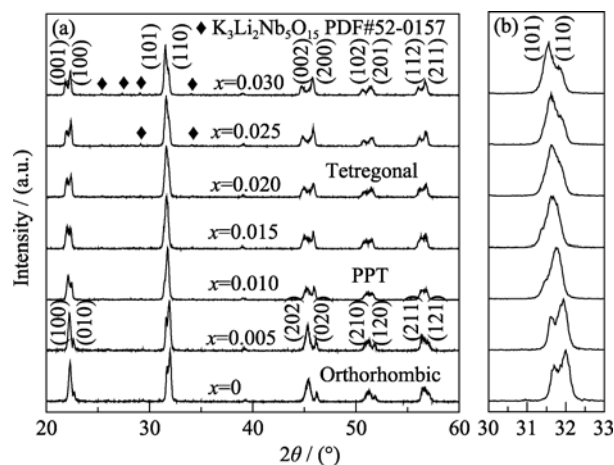 (a) ♦ K₃Li₂Nb₅O₁₅ PDF#52-0157
(001) (100) (101) (110) (002) (200) (102) (201) (112) (211)
x=0.030
x=0.025
Tetregonal
x=0.020
x=0.015
x=0.010 PPT
(100) (010) (202) (020) (210) (120) (211) (121)
x=0.005
Orthorhombic
x=0
20 30 40 50 60
2θ / (°)
Intensity / (a.u.)
(b)
(101) (110)
30 31 32 33